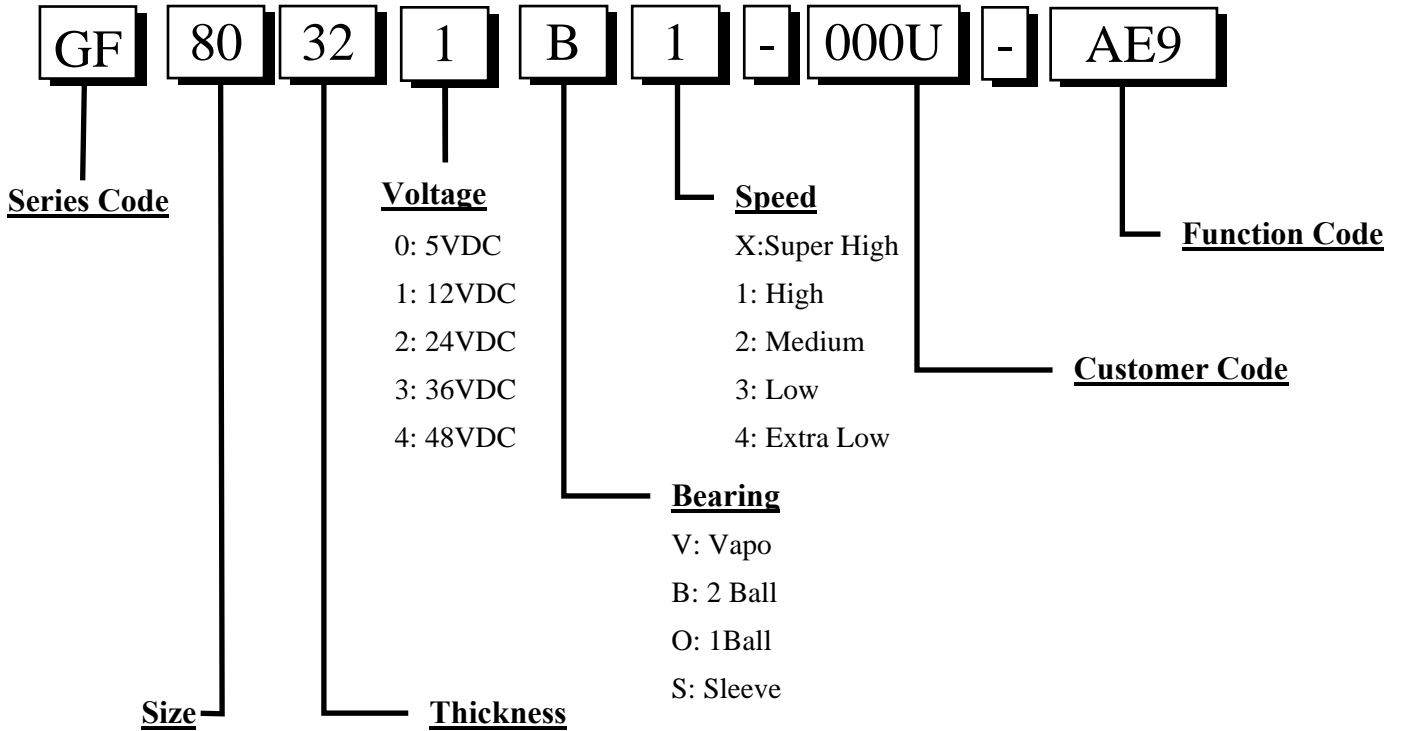 GF 80 32 1 B 1 - 000U - AE9
Series Code
Voltage
0: 5VDC
1: 12VDC
2: 24VDC
3: 36VDC
4: 48VDC
Speed
X:Super High
1: High
2: Medium
3: Low
4: Extra Low
Function Code
Customer Code
Bearing
V: Vapo
B: 2 Ball
O: 1Ball
S: Sleeve
Size
Thickness